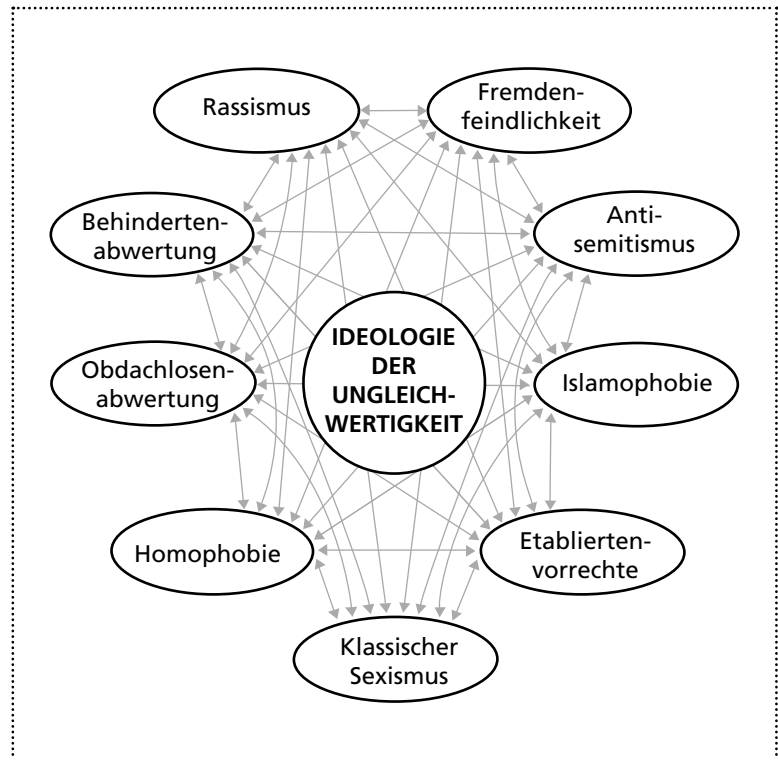 Rassismus
Fremden-
feindlichkeit
Behinderten-
abwertung
Anti-
semitismus
IDEOLOGIE
DER
UNGLEICH-
WERTIGKEIT
Obdachlosen-
abwertung
Islamophobie
Homophobie
Etablierten-
vorrechte
Klassischer
Sexismus